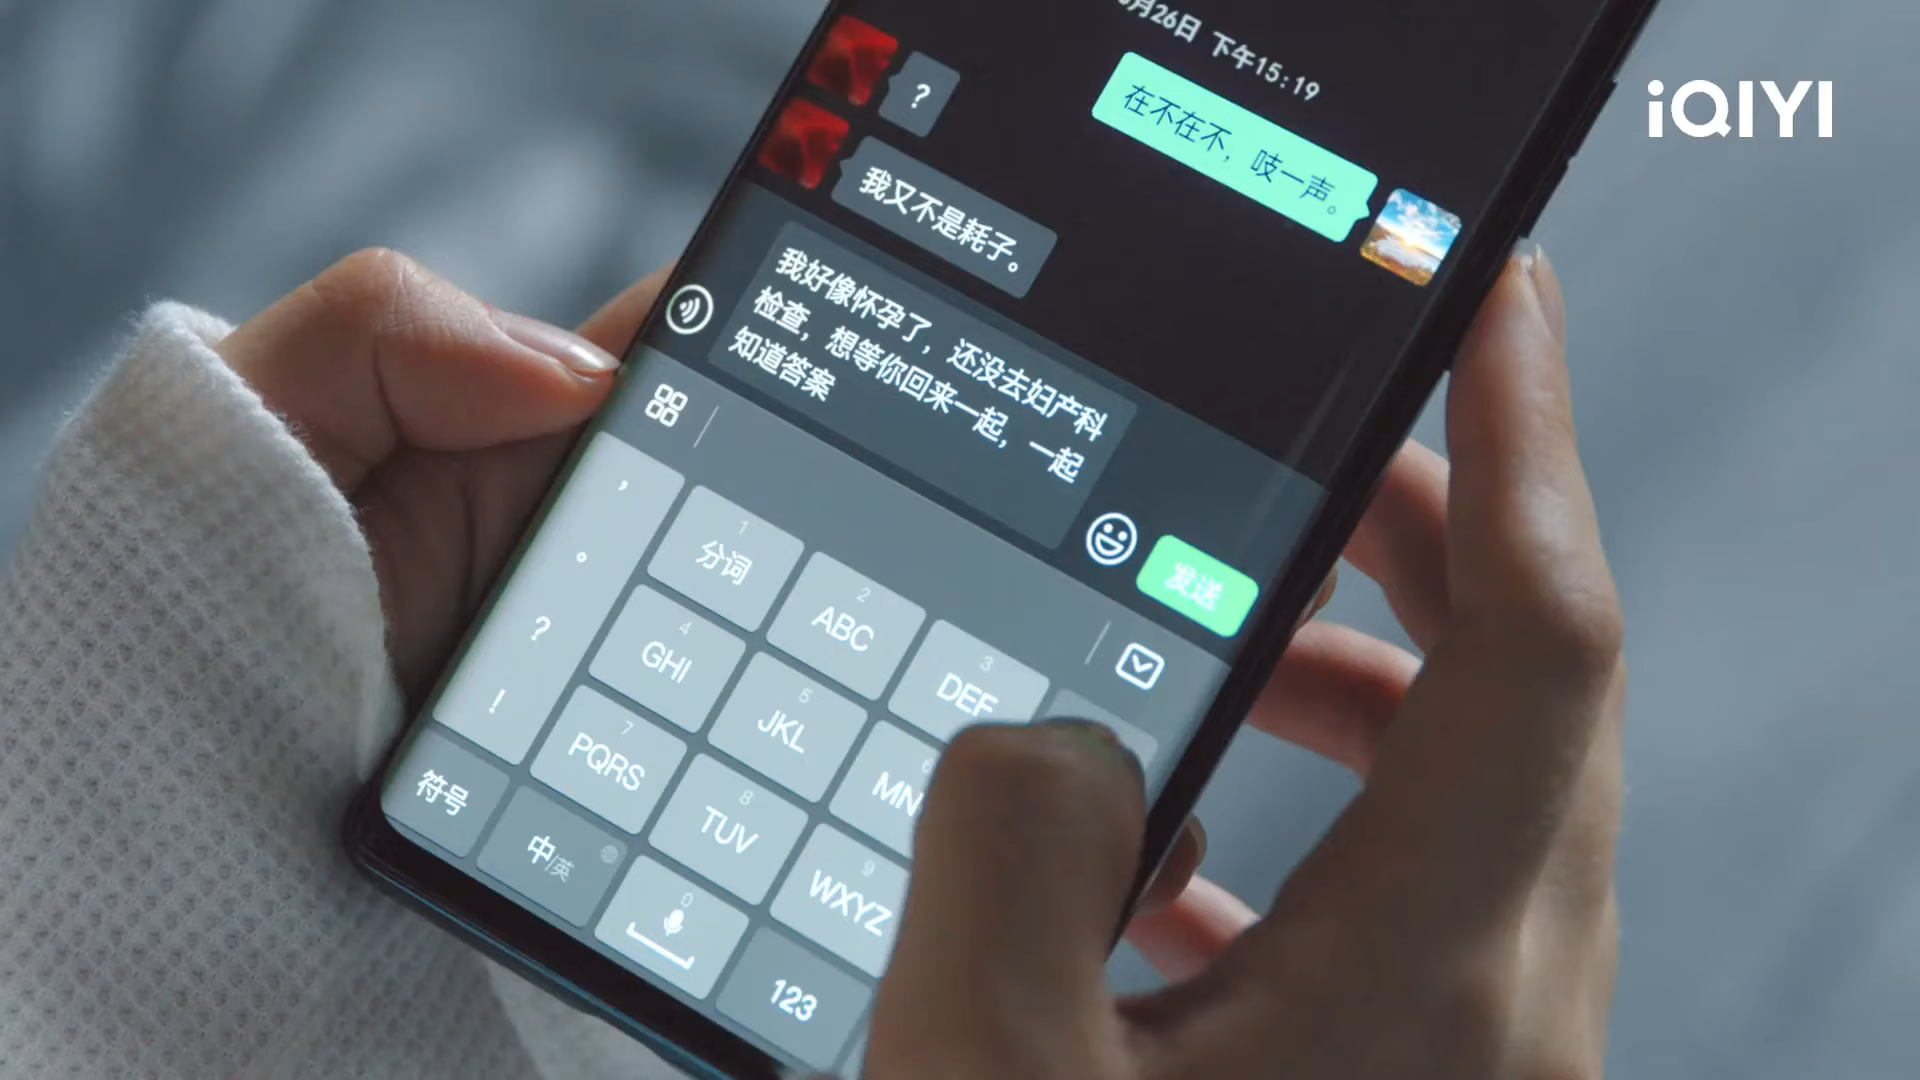 月26日 下午15:19
iQIYI
在不在不，吱一声。
？
我又不是耗子。
我好像怀孕了，还没去妇产科
检查，想等你回来一起，一起
知道答案
发送
，
。
？
！
1
分词
2
ABC
3
DEF
4
GHI
5
JKL
6
MN
7
PQRS
8
TUV
9
WXYZ
符号
中/英
0
123